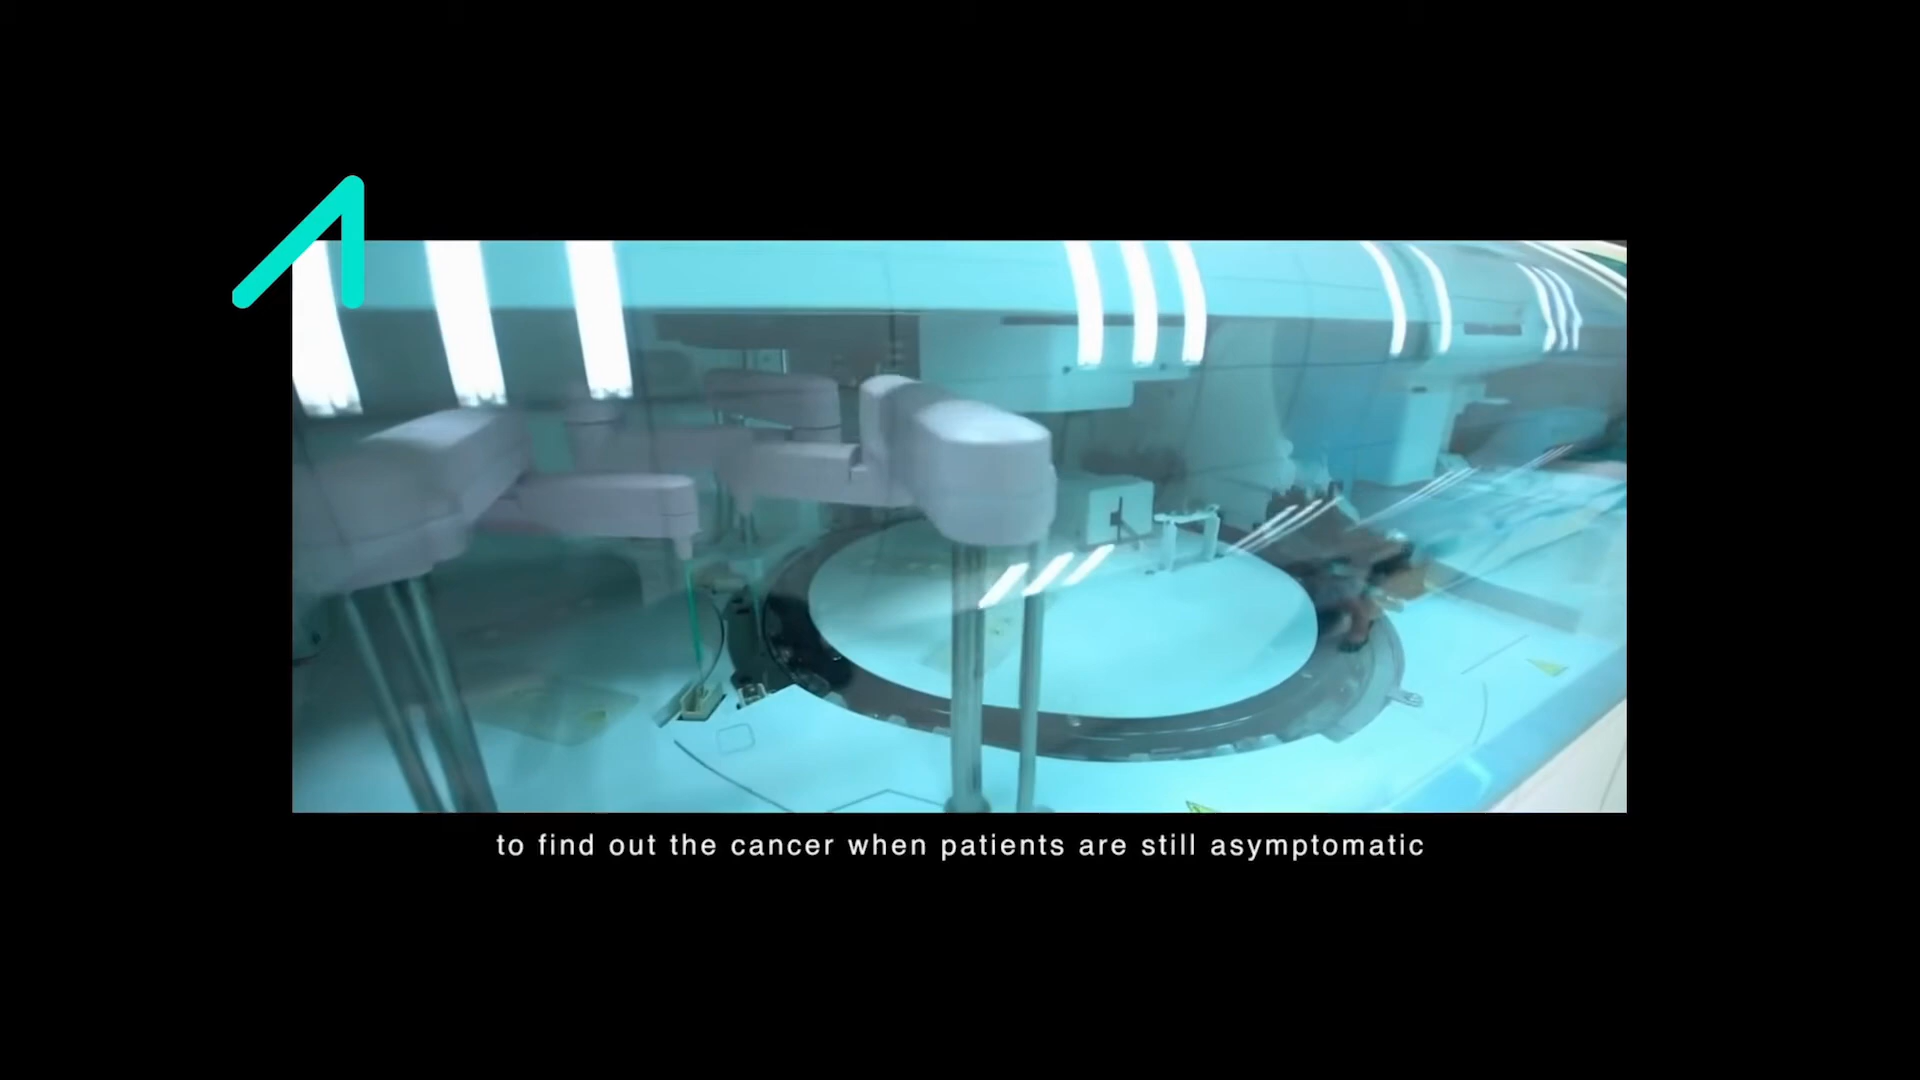 to find out the cancer when patients are still asymptomatic